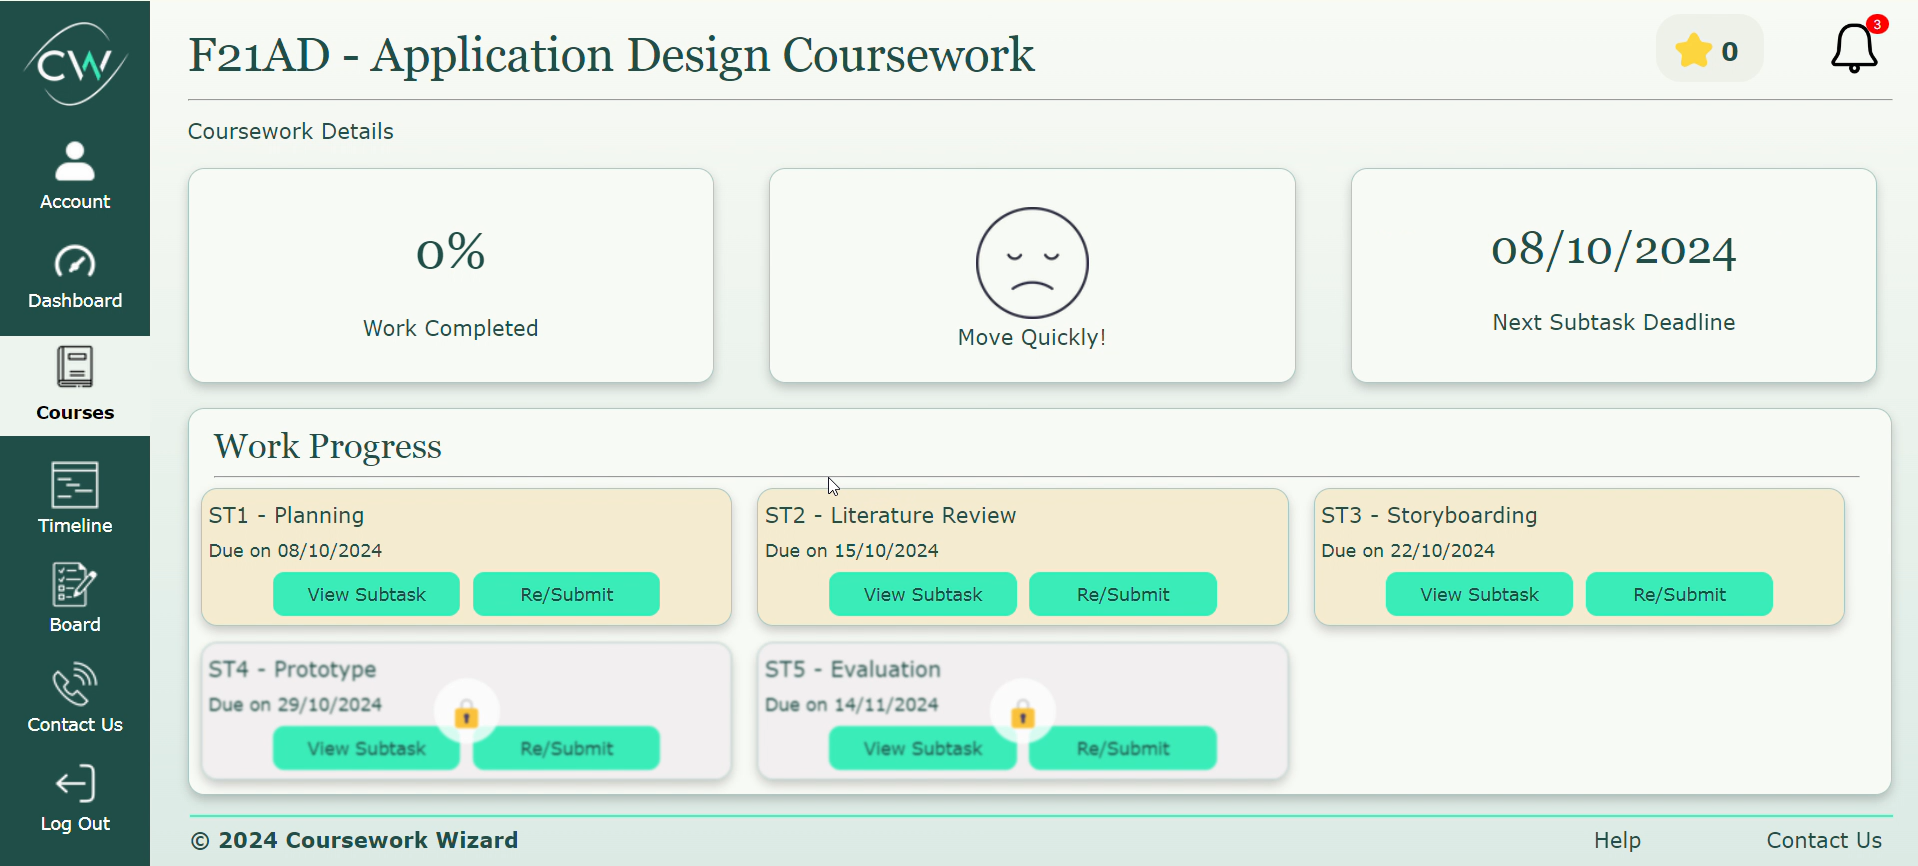 CW
F21AD - Application Design Coursework
0
3
Coursework Details
0%
Work Completed
Move Quickly!
08/10/2024
Next Subtask Deadline
Account
Dashboard
Courses
Timeline
Board
Contact Us
Log Out
Work Progress
ST1 - Planning
Due on 08/10/2024
View Subtask
Re/Submit
ST2 - Literature Review
Due on 15/10/2024
View Subtask
Re/Submit
ST3 - Storyboarding
Due on 22/10/2024
View Subtask
Re/Submit
ST4 - Prototype
Due on 29/10/2024
View Subtask
Re/Submit
ST5 - Evaluation
Due on 14/11/2024
View Subtask
Re/Submit
© 2024 Coursework Wizard
Help
Contact Us